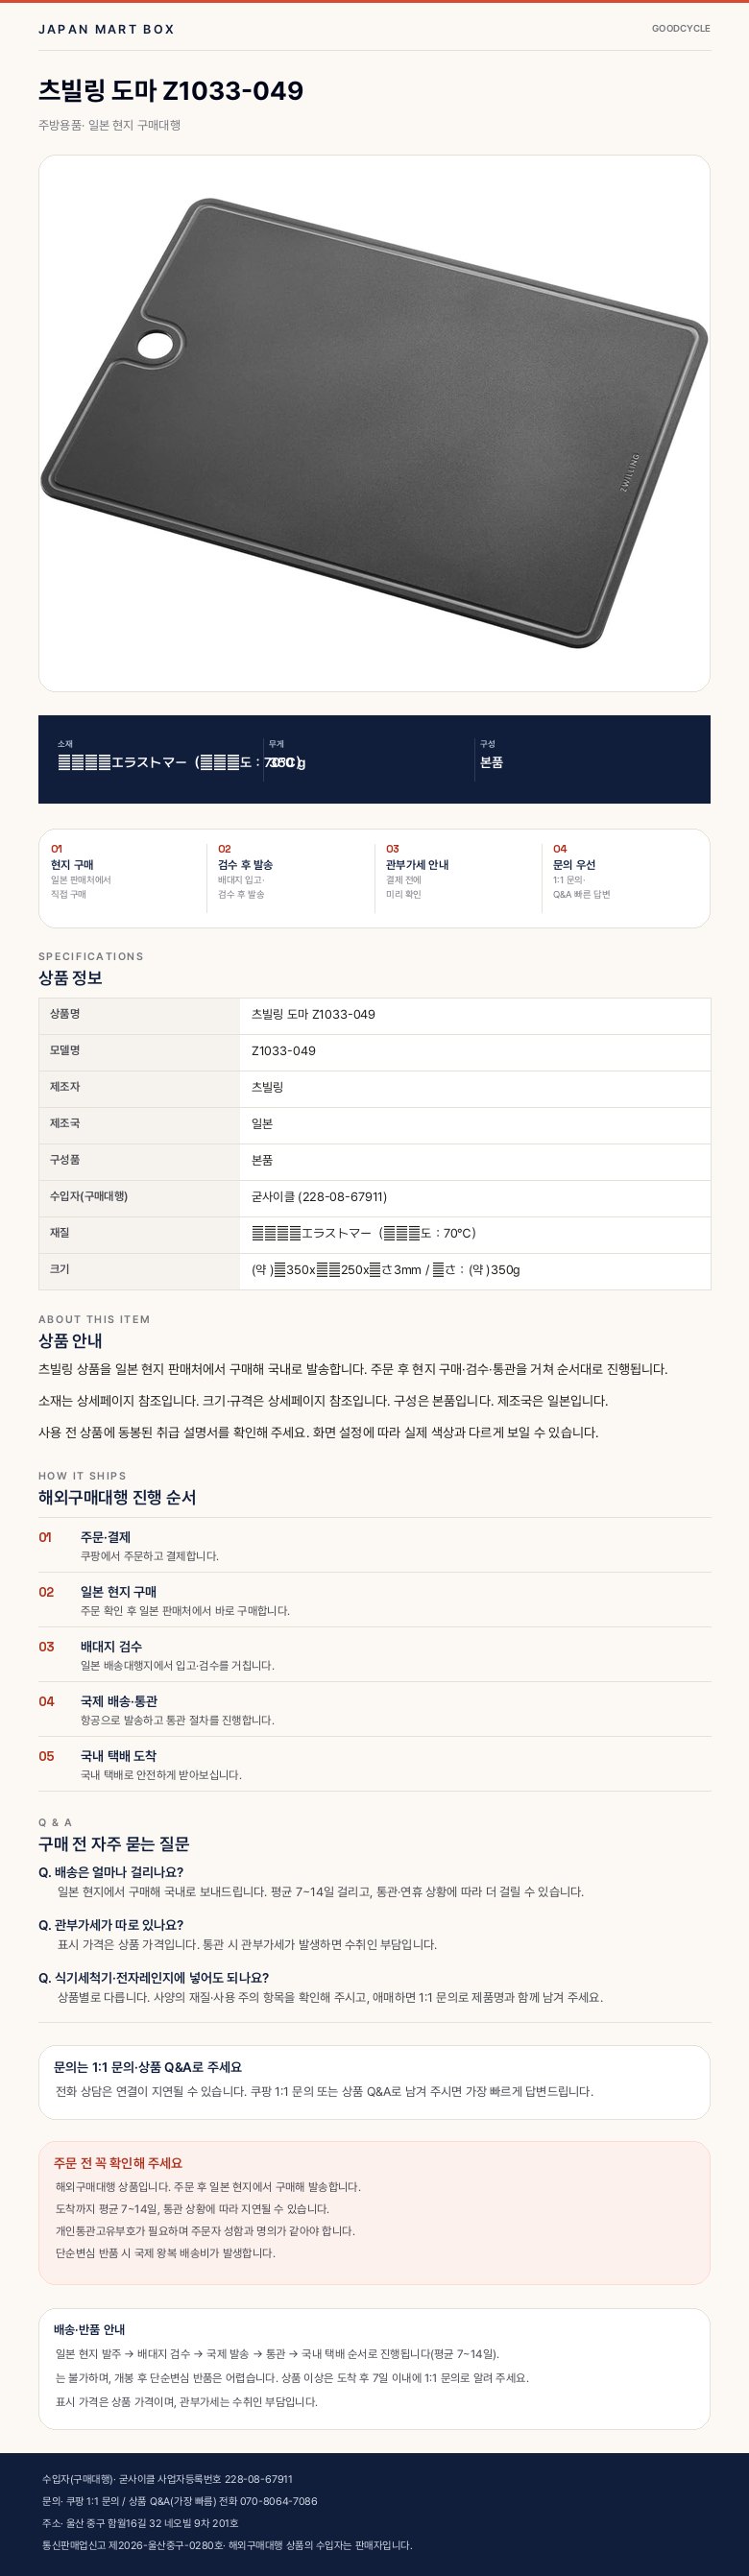 JAPAN MART BOX
GOODCYCLE
츠빌링 도마 Z1033-049
주방용품· 일본 현지 구매대행
ZWILLING
소재
エラストマー
무게
구성
본품
01
현지 구매
일본 판매처에서
직접 구매
02
검수 후 발송
배대지 입고·
검수 후 발송
03
관부가세 안내
결제 전에
미리 확인
04
문의 우선
1:1 문의·
Q&A 빠른 답변
SPECIFICATIONS
상품 정보
상품명 츠빌링 도마 Z1033-049
모델명 Z1033-049
제조자 츠빌링
제조국 일본
구성품 본품
수입자(구매대행) 굳사이클 (228-08-67911)
재질 エラストマー (도 : 70℃)
크기 (약 )350x250xさ3mm / さ : (약 )350g
ABOUT THIS ITEM
상품 안내
츠빌링 상품을 일본 현지 판매처에서 구매해 국내로 발송합니다. 주문 후 현지 구매·검수·통관을 거쳐 순서대로 진행됩니다.
소재는 상세페이지 참조입니다. 크기·규격은 상세페이지 참조입니다. 구성은 본품입니다. 제조국은 일본입니다.
사용 전 상품에 동봉된 취급 설명서를 확인해 주세요. 화면 설정에 따라 실제 색상과 다르게 보일 수 있습니다.
HOW IT SHIPS
해외구매대행 진행 순서
01 주문·결제
쿠팡에서 주문하고 결제합니다.
02 일본 현지 구매
주문 확인 후 일본 판매처에서 바로 구매합니다.
03 배대지 검수
일본 배송대행지에서 입고·검수를 거칩니다.
04 국제 배송·통관
항공으로 발송하고 통관 절차를 진행합니다.
05 국내 택배 도착
국내 택배로 안전하게 받아보십니다.
Q & A
구매 전 자주 묻는 질문
Q. 배송은 얼마나 걸리나요?
일본 현지에서 구매해 국내로 보내드립니다. 평균 7~14일 걸리고, 통관·연휴 상황에 따라 더 걸릴 수 있습니다.
Q. 관부가세가 따로 있나요?
표시 가격은 상품 가격입니다. 통관 시 관부가세가 발생하면 수취인 부담입니다.
Q. 식기세척기·전자레인지에 넣어도 되나요?
상품별로 다릅니다. 사양의 재질·사용 주의 항목을 확인해 주시고, 애매하면 1:1 문의로 제품명과 함께 남겨 주세요.
문의는 1:1 문의·상품 Q&A로 주세요
전화 상담은 연결이 지연될 수 있습니다. 쿠팡 1:1 문의 또는 상품 Q&A로 남겨 주시면 가장 빠르게 답변드립니다.
주문 전 꼭 확인해 주세요
해외구매대행 상품입니다. 주문 후 일본 현지에서 구매해 발송합니다.
도착까지 평균 7~14일, 통관 상황에 따라 지연될 수 있습니다.
개인통관고유부호가 필요하며 주문자 성함과 명의가 같아야 합니다.
단순변심 반품 시 국제 왕복 배송비가 발생합니다.
배송·반품 안내
일본 현지 발주 → 배대지 검수 → 국제 발송 → 통관 → 국내 택배 순서로 진행됩니다(평균 7~14일).
는 불가하며, 개봉 후 단순변심 반품은 어렵습니다. 상품 이상은 도착 후 7일 이내에 1:1 문의로 알려 주세요.
표시 가격은 상품 가격이며, 관부가세는 수취인 부담입니다.
수입자(구매대행)· 굳사이클 사업자등록번호 228-08-67911
문의· 쿠팡 1:1 문의 / 상품 Q&A(가장 빠름) 전화 070-8064-7086
주소· 울산 중구 함월16길 32 네오빌 9차 201호
통신판매업신고 제2026-울산중구-0280호· 해외구매대행 상품의 수입자는 판매자입니다.